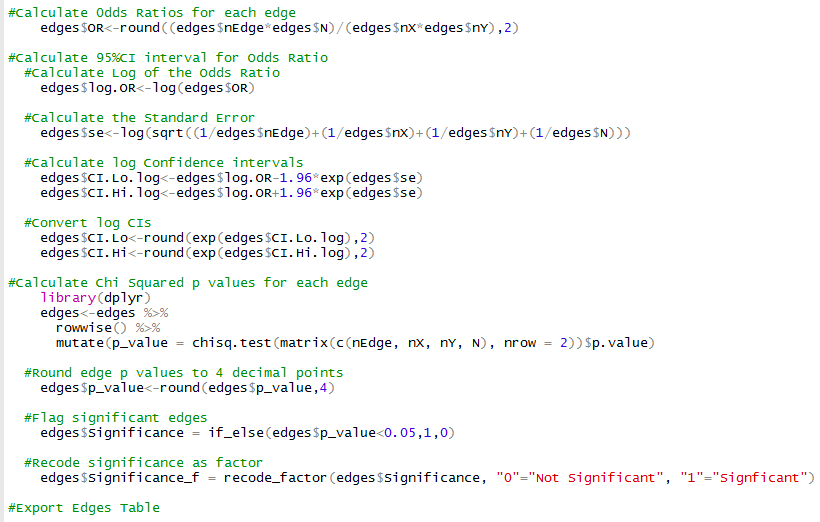 #Calculate Odds Ratios for each edge
edges$OR<-round((edges$nEdge*edges$N)/(edges$nX*edges$nY),2)
#Calculate 95%CI interval for Odds Ratio
#Calculate Log of the Odds Ratio
edges$log.OR<-log(edges$OR)
#Calculate the Standard Error
edges$se<-log(sqrt((1/edges$nEdge)+(1/edges$nX)+(1/edges$nY)+(1/edges$N)))
#Calculate log Confidence intervals
edges$CI.Lo.log<-edges$log.OR-1.96*exp(edges$se)
edges$CI.Hi.log<-edges$log.OR+1.96*exp(edges$se)
#Convert log CIs
edges$CI.Lo<-round(exp(edges$CI.Lo.log),2)
edges$CI.Hi<-round(exp(edges$CI.Hi.log),2)
#Calculate Chi Squared p values for each edge
library(dplyr)
edges<-edges %>%
rowwise() %>%
mutate(p_value = chisq.test(matrix(c(nEdge, nX, nY, N), nrow = 2))$p.value)
#Round edge p values to 4 decimal points
edges$p_value<-round(edges$p_value,4)
#Flag significant edges
edges$Significance = if_else(edges$p_value<0.05,1,0)
#Recode significance as factor
edges$Significance_f = recode_factor(edges$Significance, "0"="Not Significant", "1"="Signficant")
#Export Edges Table